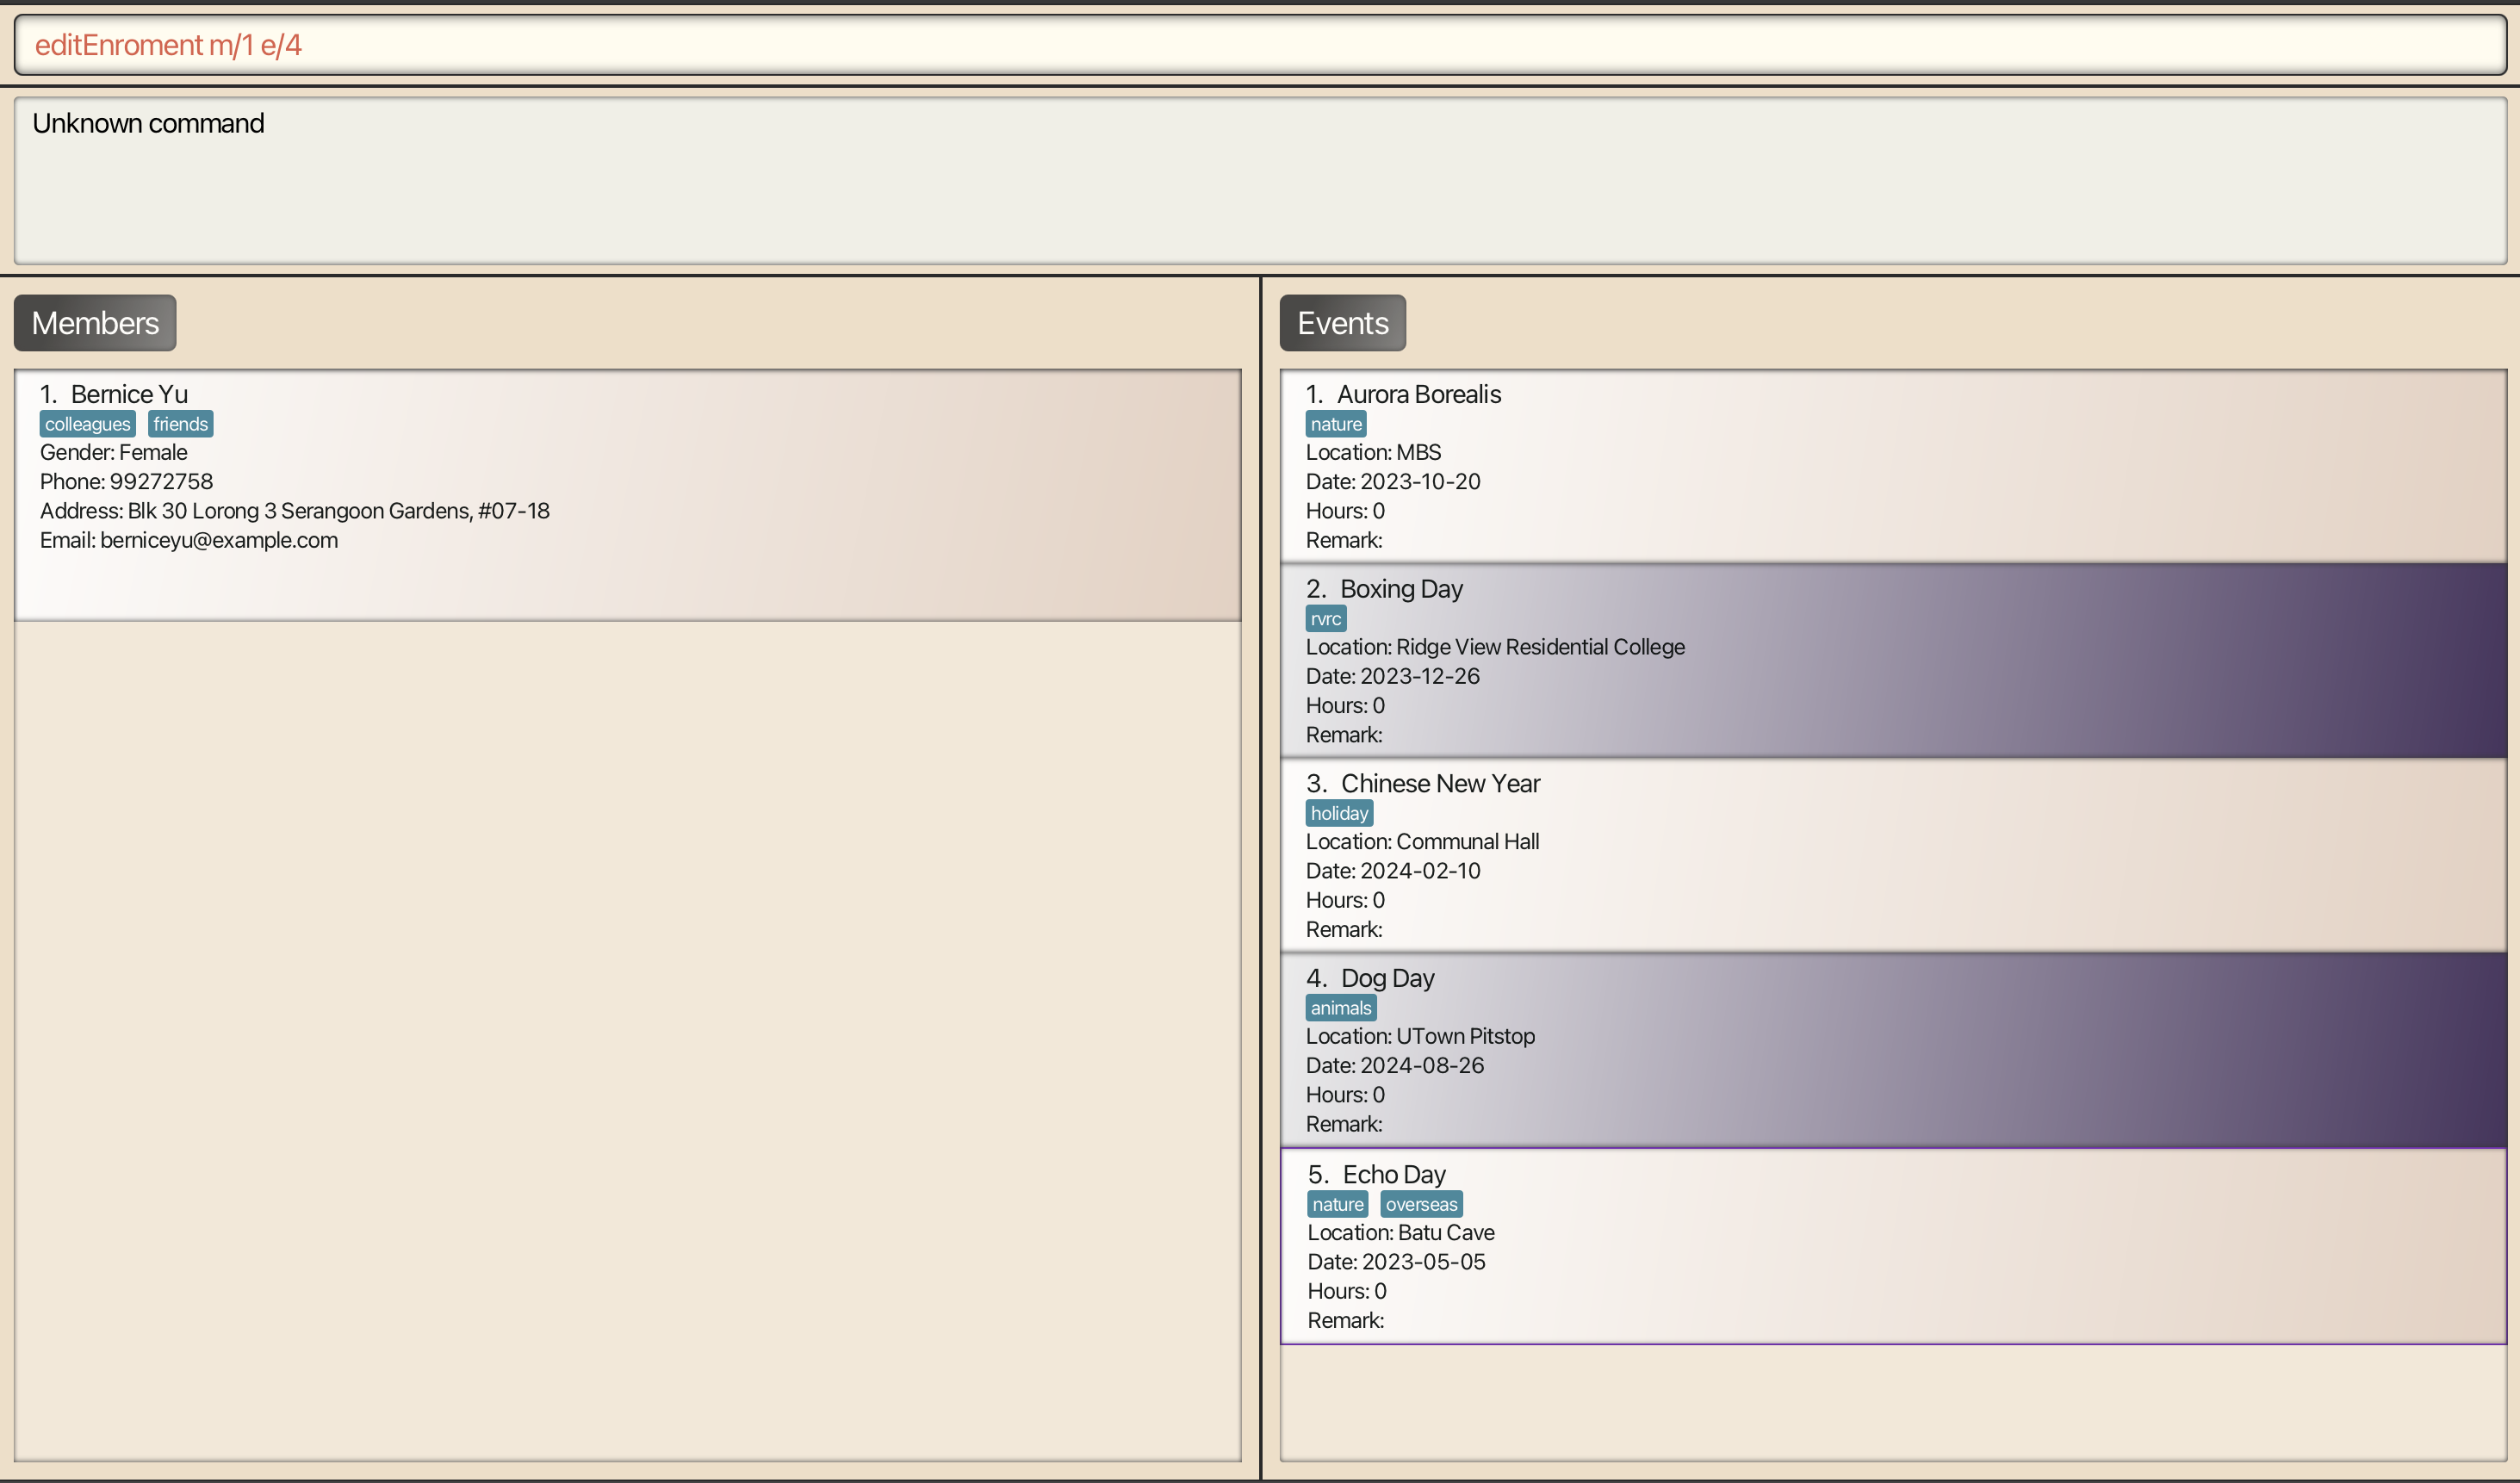 editEnroment m/1 e/4
Unknown command
Members
1. Bernice Yu
colleagues friends
Gender: Female
Phone: 99272758
Address: Blk 30 Lorong 3 Serangoon Gardens, #07-18
Email: berniceyu@example.com
Events
1. Aurora Borealis
nature
Location: MBS
Date: 2023-10-20
Hours: 0
Remark:
2. Boxing Day
rvrc
Location: Ridge View Residential College
Date: 2023-12-26
Hours: 0
Remark:
3. Chinese New Year
holiday
Location: Communal Hall
Date: 2024-02-10
Hours: 0
Remark:
4. Dog Day
animals
Location: UTown Pitstop
Date: 2024-08-26
Hours: 0
Remark:
5. Echo Day
nature overseas
Location: Batu Cave
Date: 2023-05-05
Hours: 0
Remark: